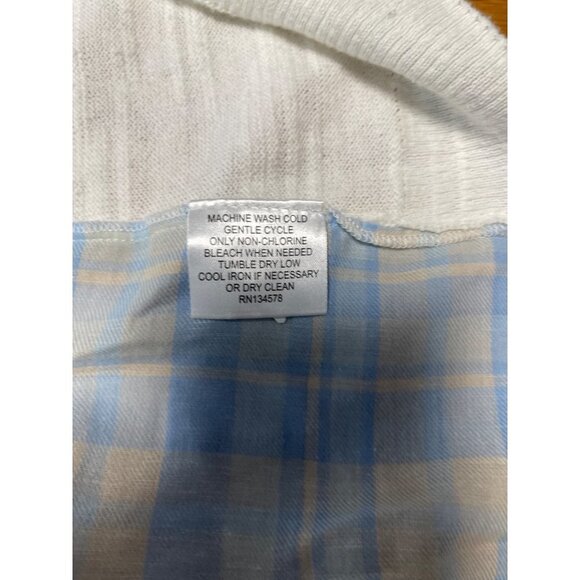 MACHINE WASH COLD
GENTLE CYCLE
ONLY NON-CHLORINE
BLEACH WHEN NEEDED
TUMBLE DRY LOW
COOL IRON IF NECESSARY
OR DRY CLEAN
RN134578